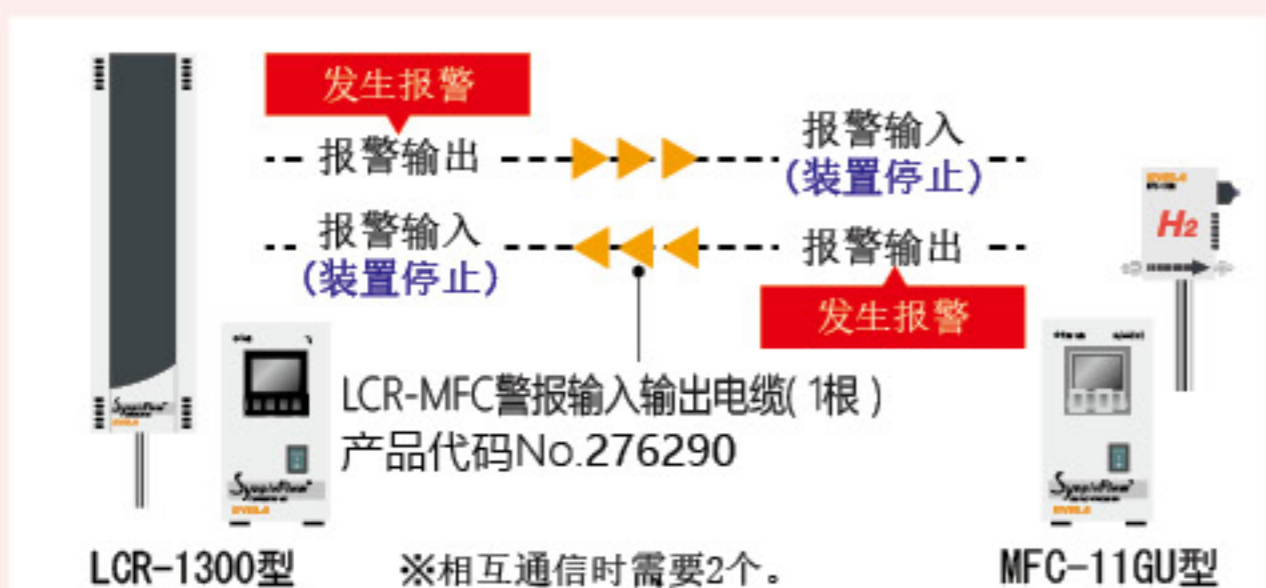 发生报警
报警输出
报警输入
(装置停止)
报警输入
(装置停止)
报警输出
发生报警
H2
LCR-MFC警报输入输出电缆( 1根 )
产品代码No.276290
LCR-1300型
※相互通信时需要2个。
MFC-11GU型